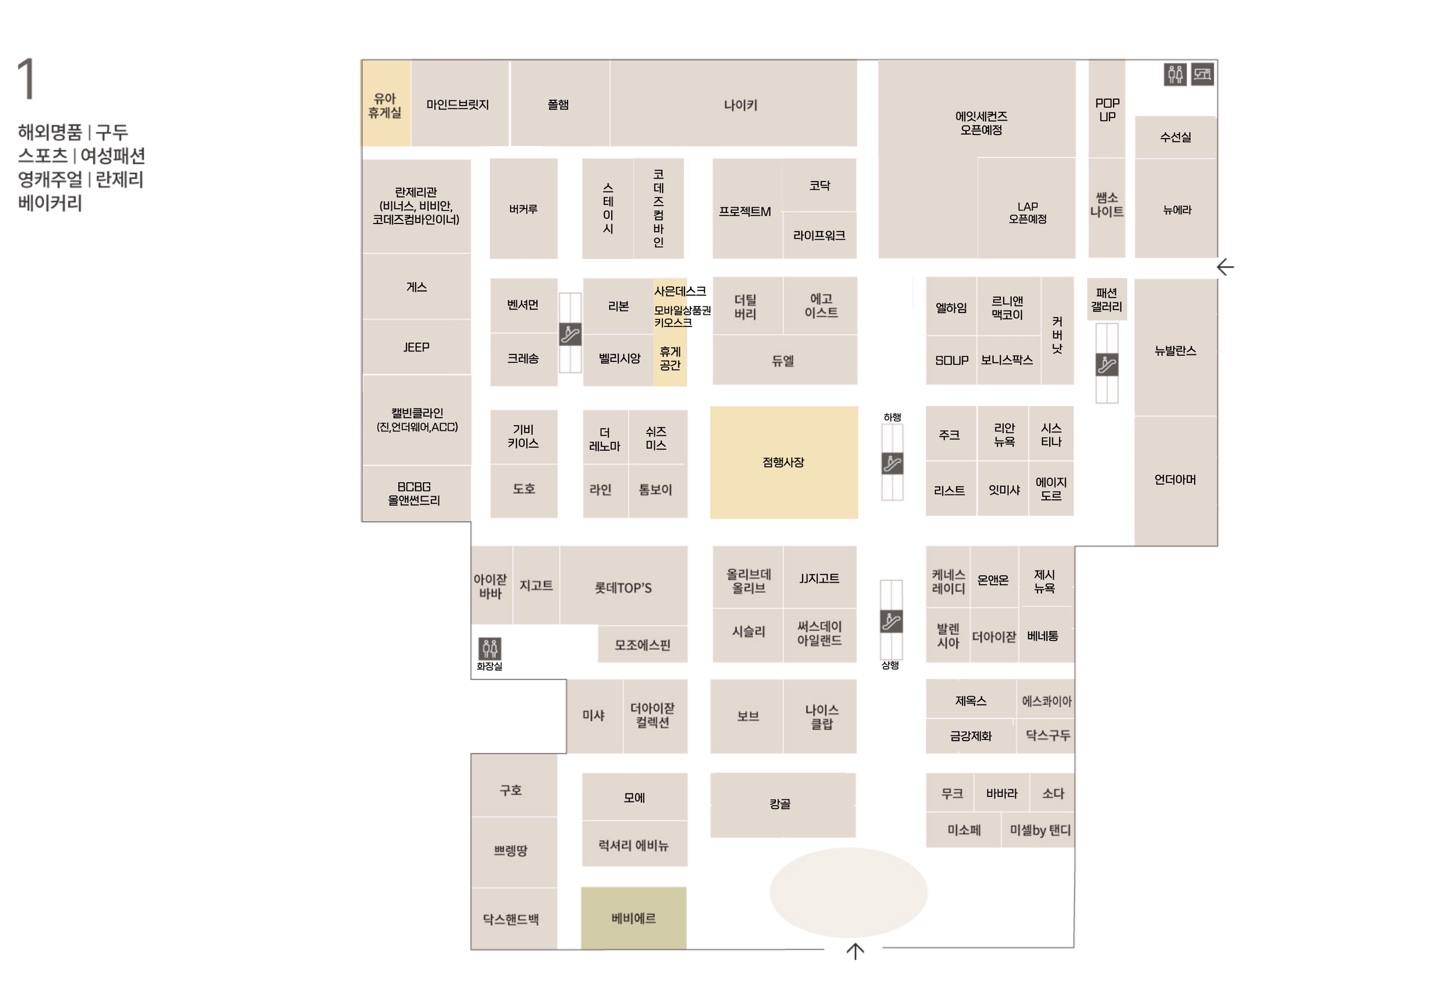 1
해외명품 | 구두
스포츠 | 여성패션
영캐주얼 | 란제리
베이커리
유아
휴게실
마인드브릿지
폴햄
나이키
에잇세컨즈
오픈예정
POP
UP
수선실
란제리관
(비너스, 비비안,
코데즈컴바인이너)
버커루
스테이시
코데즈컴바인
프로젝트M
코닥
라이프워크
LAP
오픈예정
쌤소
나이트
뉴에라
게스
벤셔먼
리본
사은데스크
모바일상품권
키오스크
더틸
버리
에고
이스트
엘하임
르니앤
맥코이
커버낫
패션
갤러리
뉴발란스
JEEP
크레송
벨리시앙
휴게
공간
듀엘
SOUP
보니스팍스
캘빈클라인
(진,언더웨어,ACC)
기비
키이스
더
레노마
쉬즈
미스
점행사장
하행
주크
리안
뉴욕
시스
티나
언더아머
BCBG
올앤썬드리
도호
라인
톰보이
리스트
잇미샤
에이지
도르
아이잗
바바
지고트
롯데TOP'S
올리브데
올리브
JJ지고트
케네스
레이디
온앤온
제시
뉴욕
화장실
모조에스핀
시슬리
써스데이
아일랜드
상행
발렌
시아
더아이잗
베네통
미샤
더아이잗
컬렉션
보브
나이스
클랍
제옥스
에스콰이아
금강제화
닥스구두
구호
모에
캉골
무크
바바라
소다
쁘렝땅
럭셔리 에비뉴
미소페
미셀by 탠디
닥스핸드백
베비에르